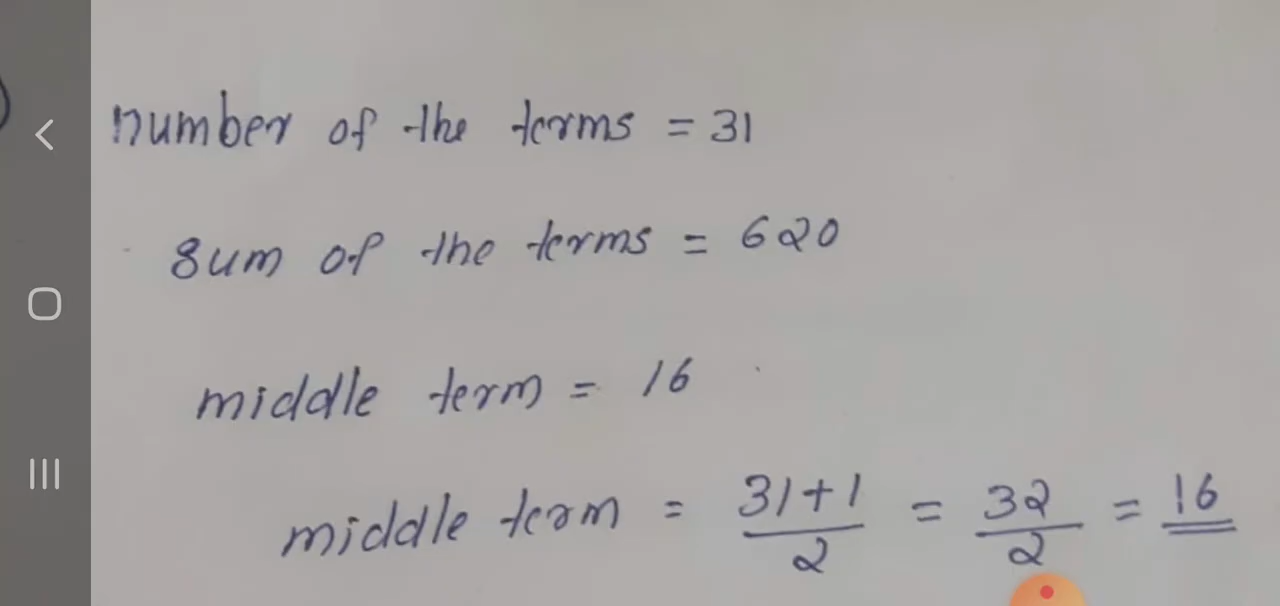 number of the terms = 31
sum of the terms = 620
middle term = 16
middle term = 31+1/2 = 32/2 = 16